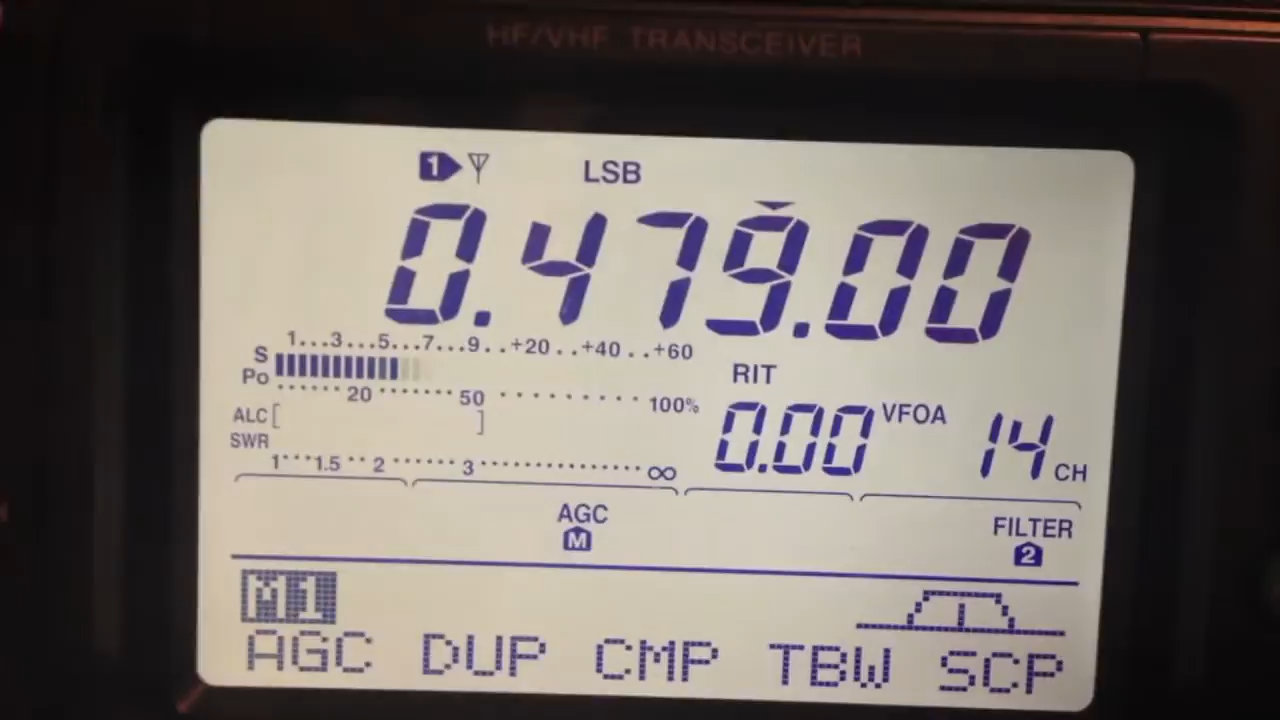 HF/VHF TRANSCEIVER
1 LSB
0.479.00
1...3...5...7...9..+20..+40..+60
S
Po 20 50 100%
RIT
ALC [ ]
0.00 VFOA 14 CH
SWR
1 1.5 2 3 ∞
AGC FILTER
M 2
M1
AGC DUP CMP TBW SCP